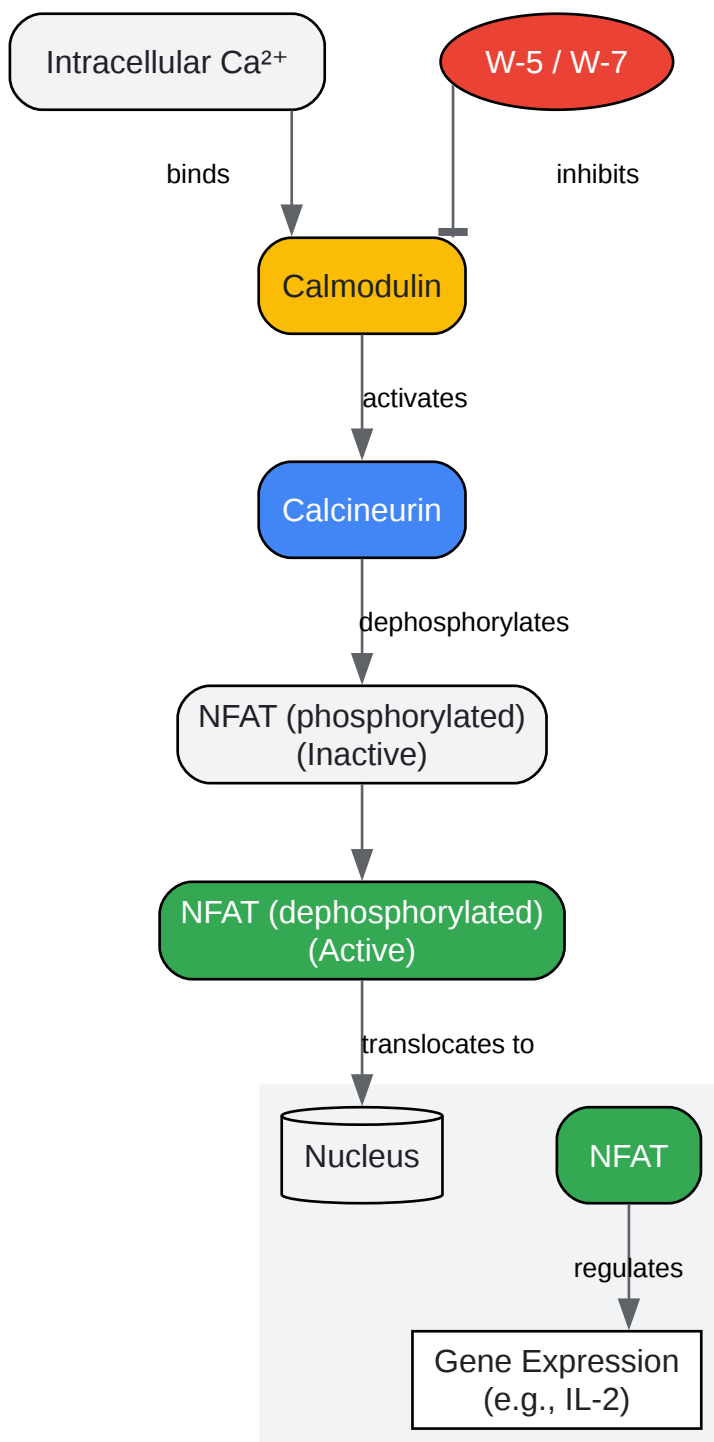 Intracellular Ca²⁺
W-5 / W-7
binds
inhibits
Calmodulin
activates
Calcineurin
dephosphorylates
NFAT (phosphorylated)
(Inactive)
NFAT (dephosphorylated)
(Active)
translocates to
Nucleus
NFAT
regulates
Gene Expression
(e.g., IL-2)